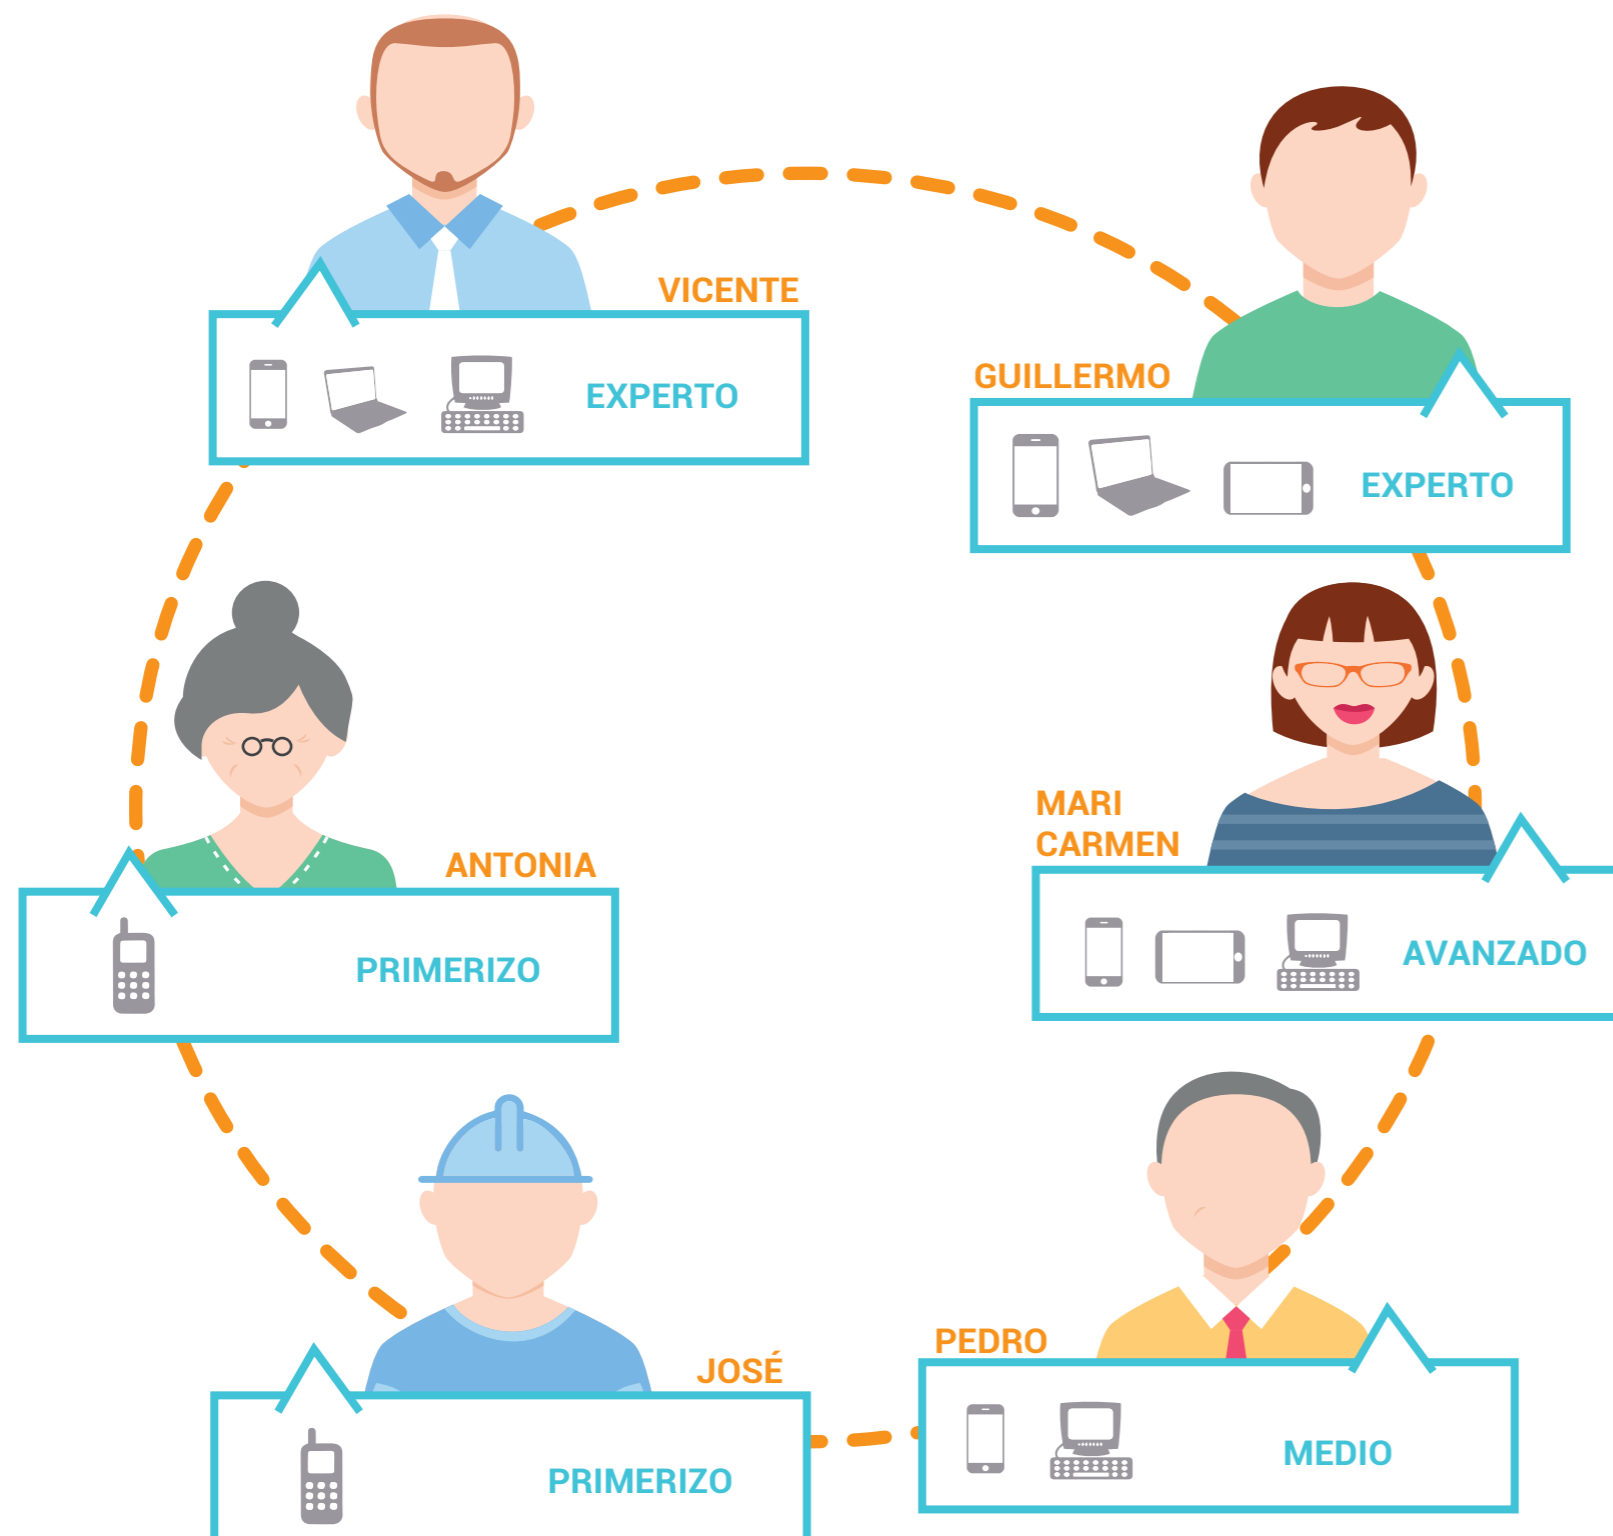 VICENTE
EXPERTO
GUILLERMO
EXPERTO
ANTONIA
PRIMERIZO
MARI
CARMEN
AVANZADO
JOSÉ
PRIMERIZO
PEDRO
MEDIO